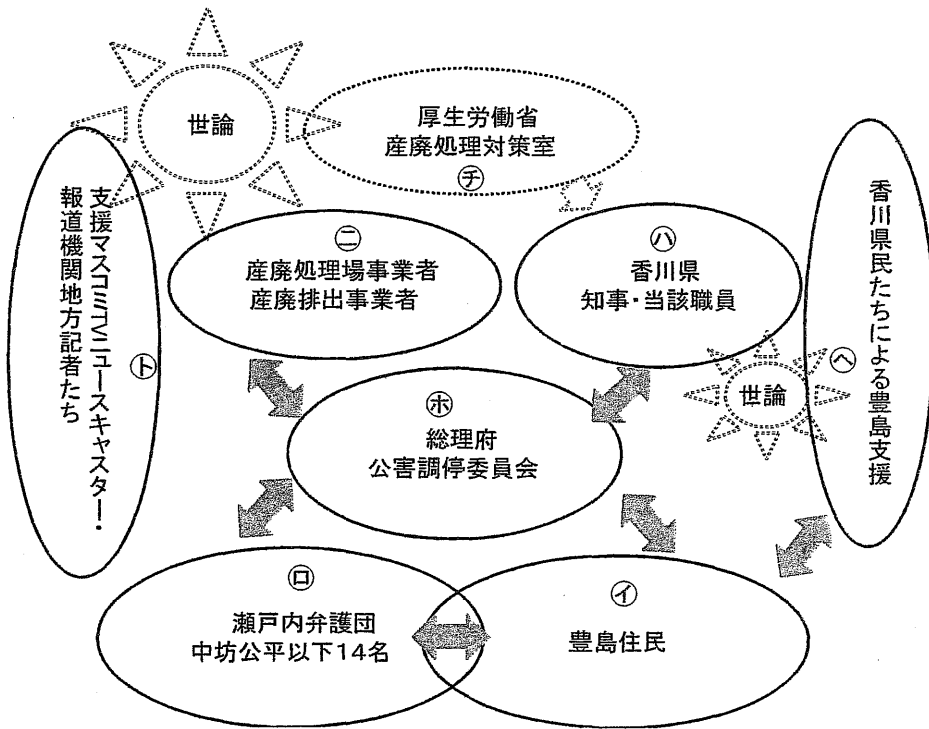 世論
厚生労働省
産廃処理対策室
㋠
支援マスコミTVニュースキャスター・
報道機関地方記者たち
㋣
㊁
産廃処理場事業者
産廃排出事業者
㋩
香川県
知事・当該職員
香川県民たちによる豊島支援
㋬
世論
㋭
総理府
公害調停委員会
㋺
瀬戸内弁護団
中坊公平以下14名
㋑
豊島住民